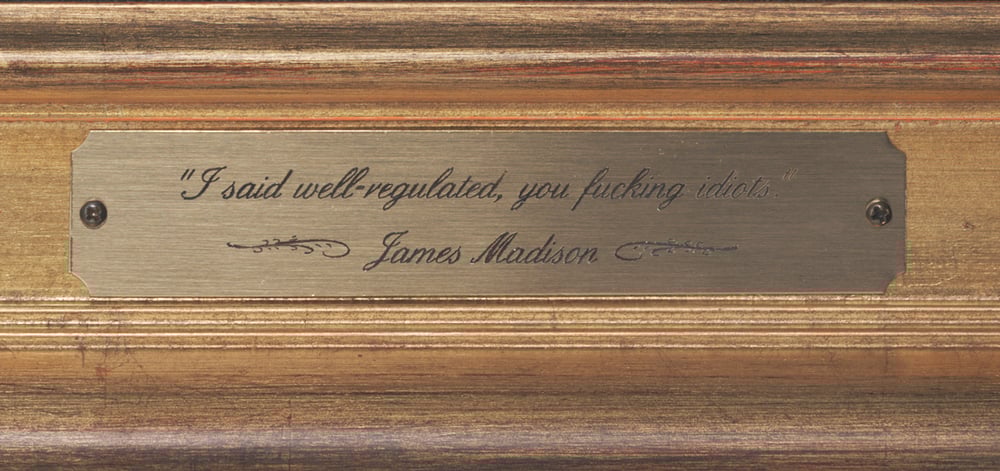 "I said well-regulated, you fucking idiots."
James Madison